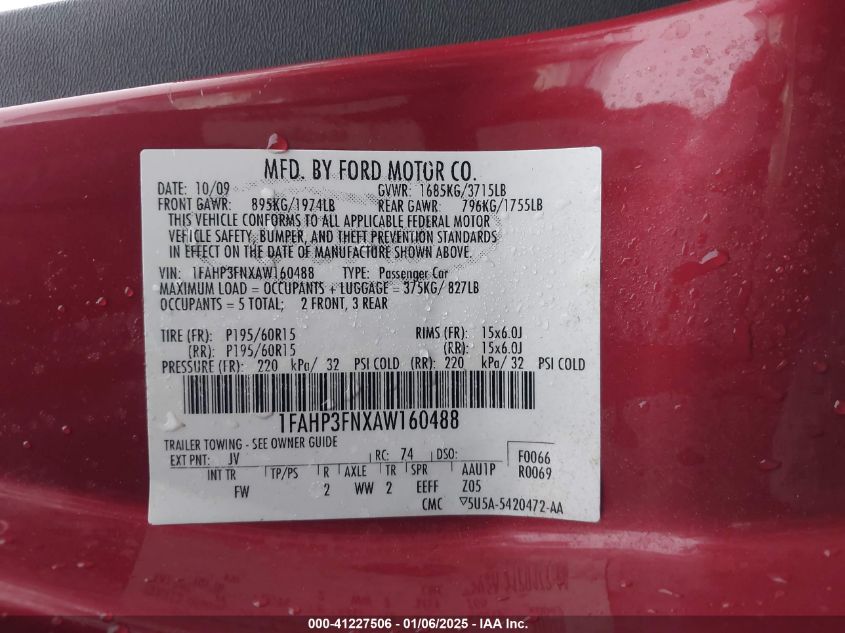 MFD. BY FORD MOTOR CO.
DATE: 10/09 GVWR: 1685KG/3715LB
FRONT GAWR: 895KG/1974LB REAR GAWR: 796KG/1755LB
THIS VEHICLE CONFORMS TO ALL APPLICABLE FEDERAL MOTOR
VEHICLE SAFETY, BUMPER, AND THEFT PREVENTION STANDARDS
IN EFFECT ON THE DATE OF MANUFACTURE SHOWN ABOVE.
VIN: 1FAHP3FNXAW160488 TYPE: Passenger Car
MAXIMUM LOAD = OCCUPANTS + LUGGAGE = 375KG/ 827LB
OCCUPANTS = 5 TOTAL; 2 FRONT, 3 REAR
TIRE (FR): P195/60R15 RIMS (FR): 15x6.0J
(RR): P195/60R15 (RR): 15x6.0J
PRESSURE (FR): 220 kPa/ 32 PSI COLD (RR): 220 kPa/ 32 PSI COLD
1FAHP3FNXAW160488
TRAILER TOWING - SEE OWNER GUIDE
EXT PNT: JV RC: 74 DSO: F0066
INT TR TP/PS R AXLE TR SPR AAU1P R0069
FW 2 WW 2 EEFF Z05
CMC ▽5U5A-5420472-AA
000-41227506 - 01/06/2025 - IAA Inc.